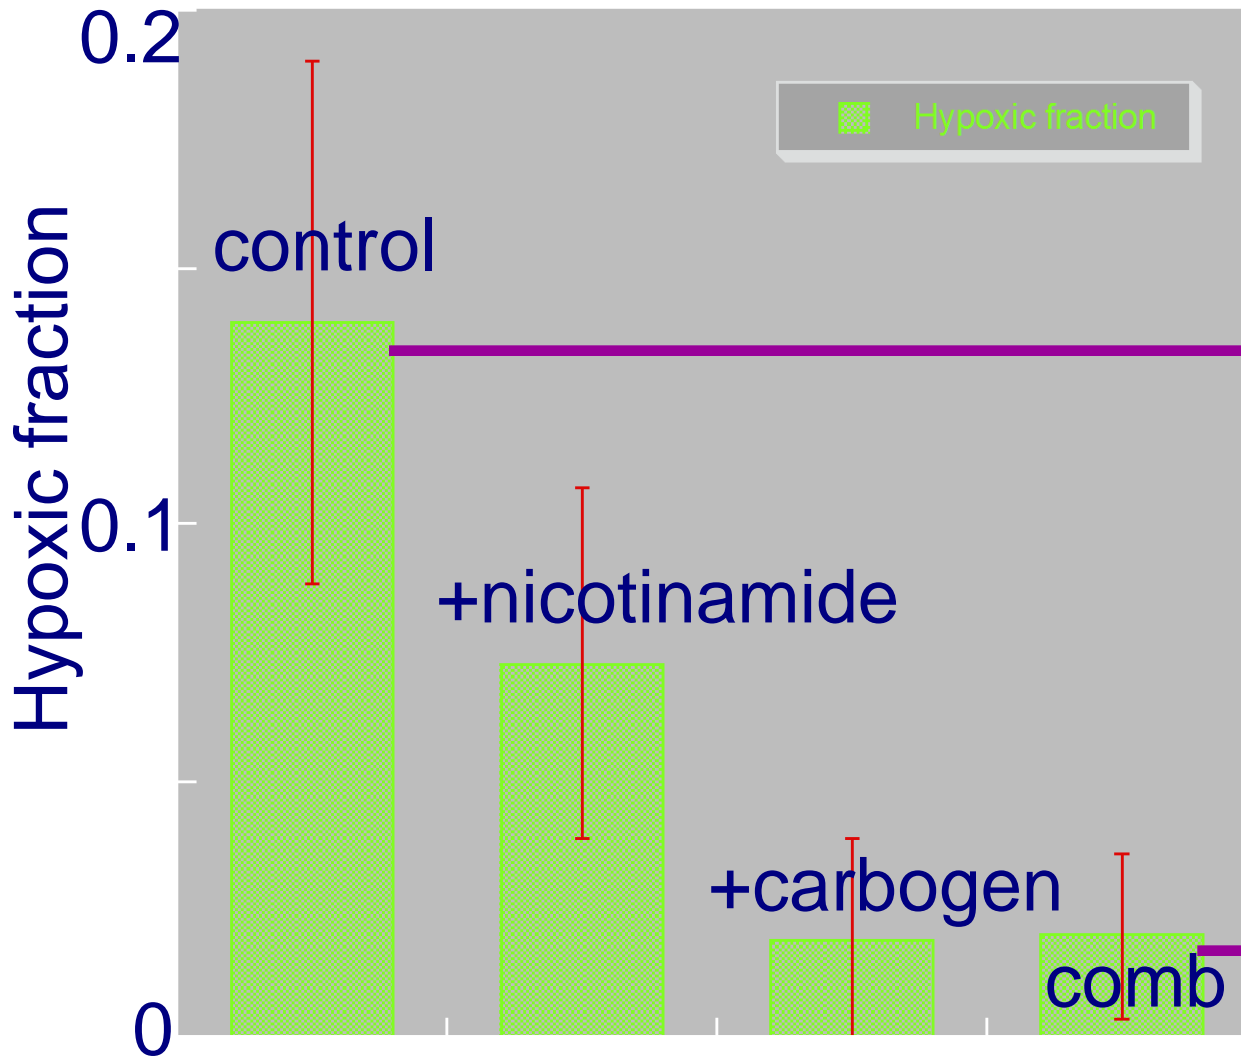 0.2
Hypoxic fraction
control
Hypoxic fraction
0.1
+nicotinamide
+carbogen
comb
0